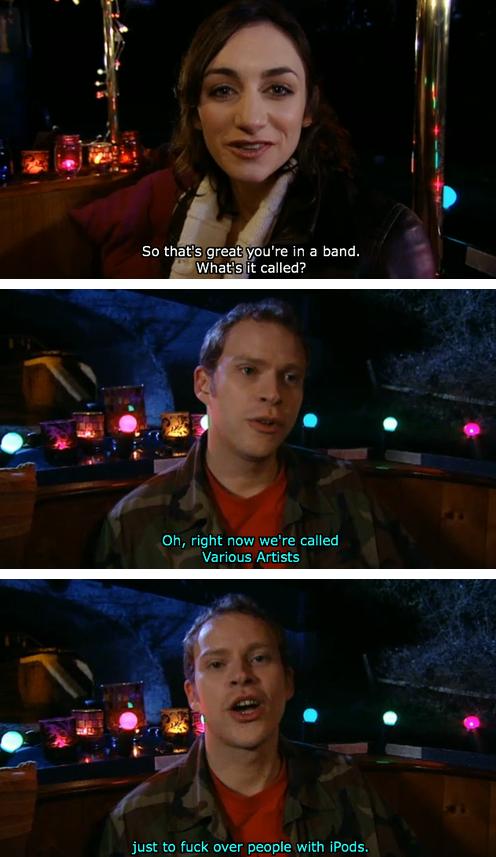 So that's great you're in a band.
What's it called?
Oh, right now we're called
Various Artists
just to fuck over people with iPods.